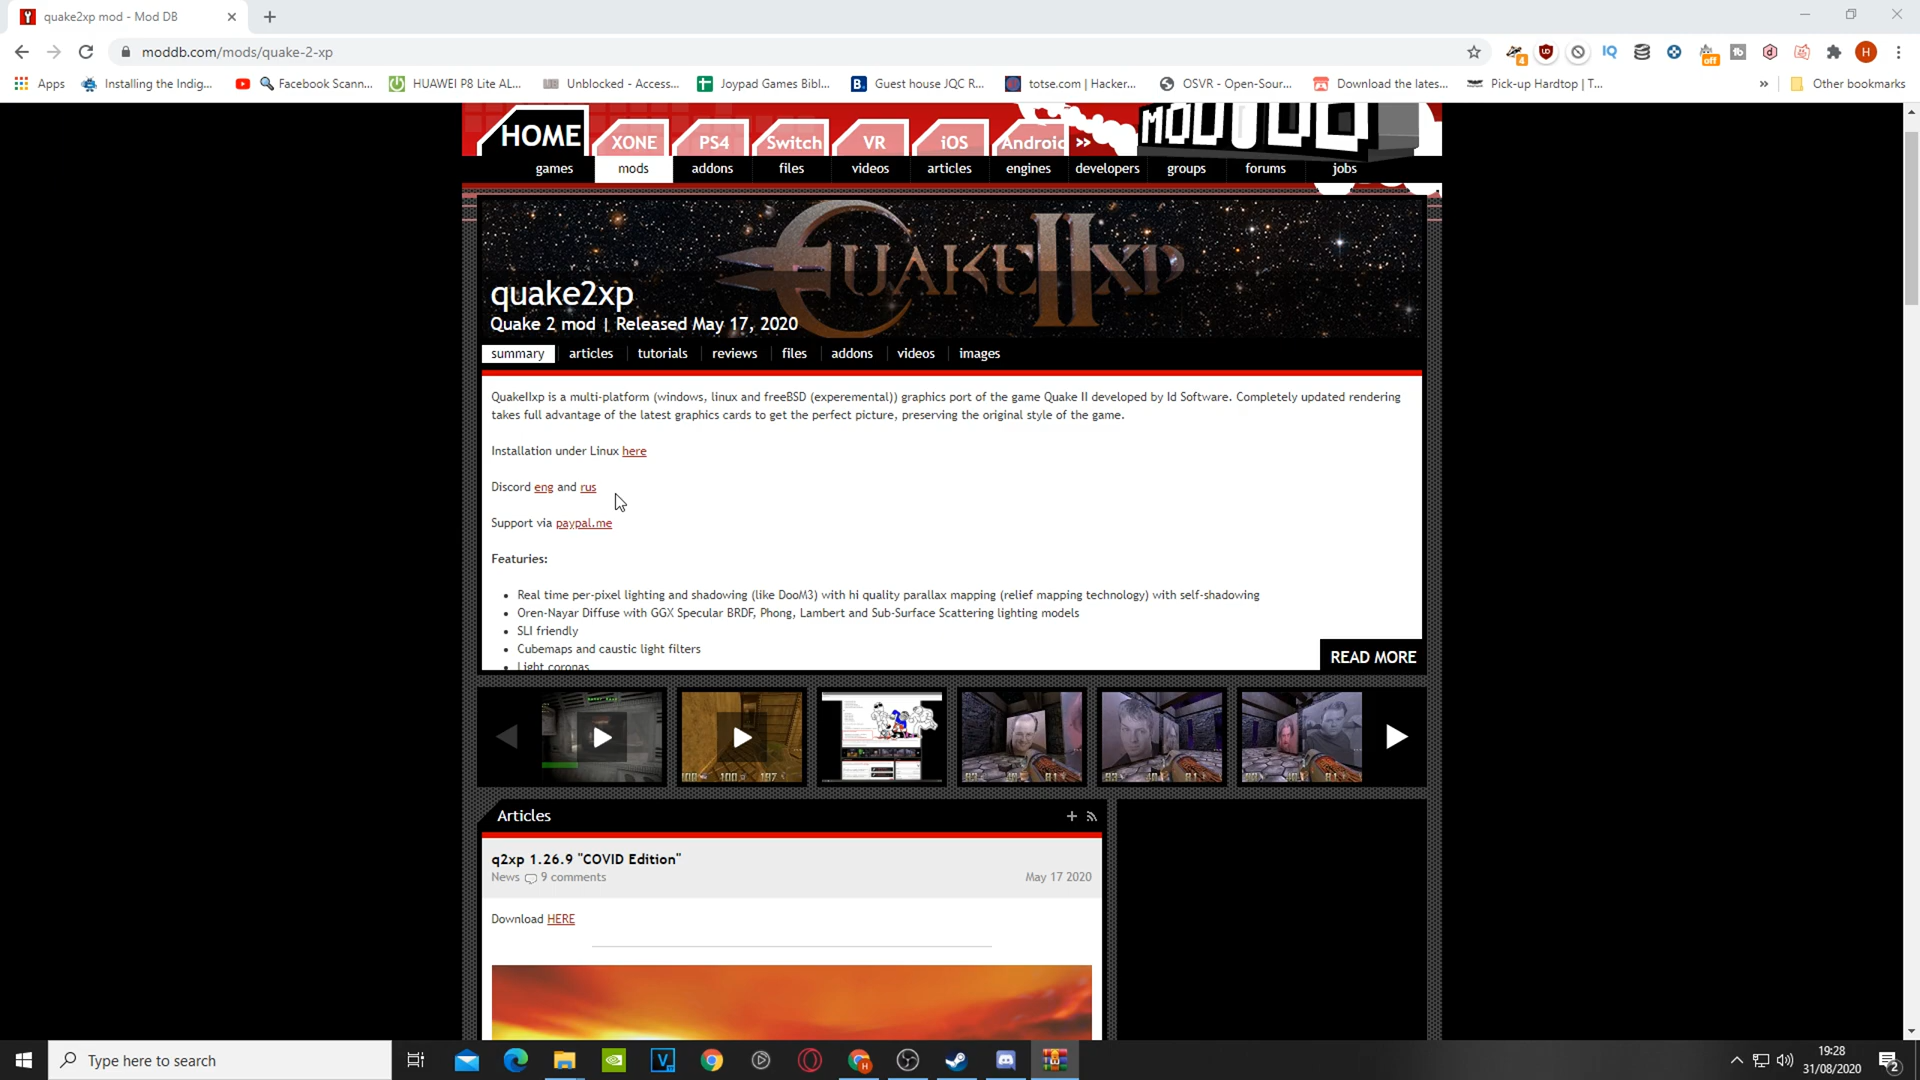 quake2xp mod - Mod DB
moddb.com/mods/quake-2-xp
4
off
H
Apps
Installing the Indig...
Facebook Scann...
HUAWEI P8 Lite AL...
Unblocked - Access...
Joypad Games Bibl...
Guest house JQC R...
totse.com | Hacker...
OSVR - Open-Sour...
Download the lates...
Pick-up Hardtop | T...
»
Other bookmarks
HOME
XONE
PS4
Switch
VR
iOS
Android
»
games
mods
addons
files
videos
articles
engines
developers
groups
forums
jobs
QUAKE II XP
quake2xp
Quake 2 mod | Released May 17, 2020
summary
articles
tutorials
reviews
files
addons
videos
images
QuakeIIxp is a multi-platform (windows, linux and freeBSD (experemental)) graphics port of the game Quake II developed by Id Software. Completely updated rendering
takes full advantage of the latest graphics cards to get the perfect picture, preserving the original style of the game.
Installation under Linux here
Discord eng and rus
Support via paypal.me
Featuries:
• Real time per-pixel lighting and shadowing (like DooM3) with hi quality parallax mapping (relief mapping technology) with self-shadowing
• Oren-Nayar Diffuse with GGX Specular BRDF, Phong, Lambert and Sub-Surface Scattering lighting models
• SLI friendly
• Cubemaps and caustic light filters
• Light coronas
READ MORE
Articles
q2xp 1.26.9 "COVID Edition"
News 9 comments
May 17 2020
Download HERE
Type here to search
19:28
31/08/2020
2